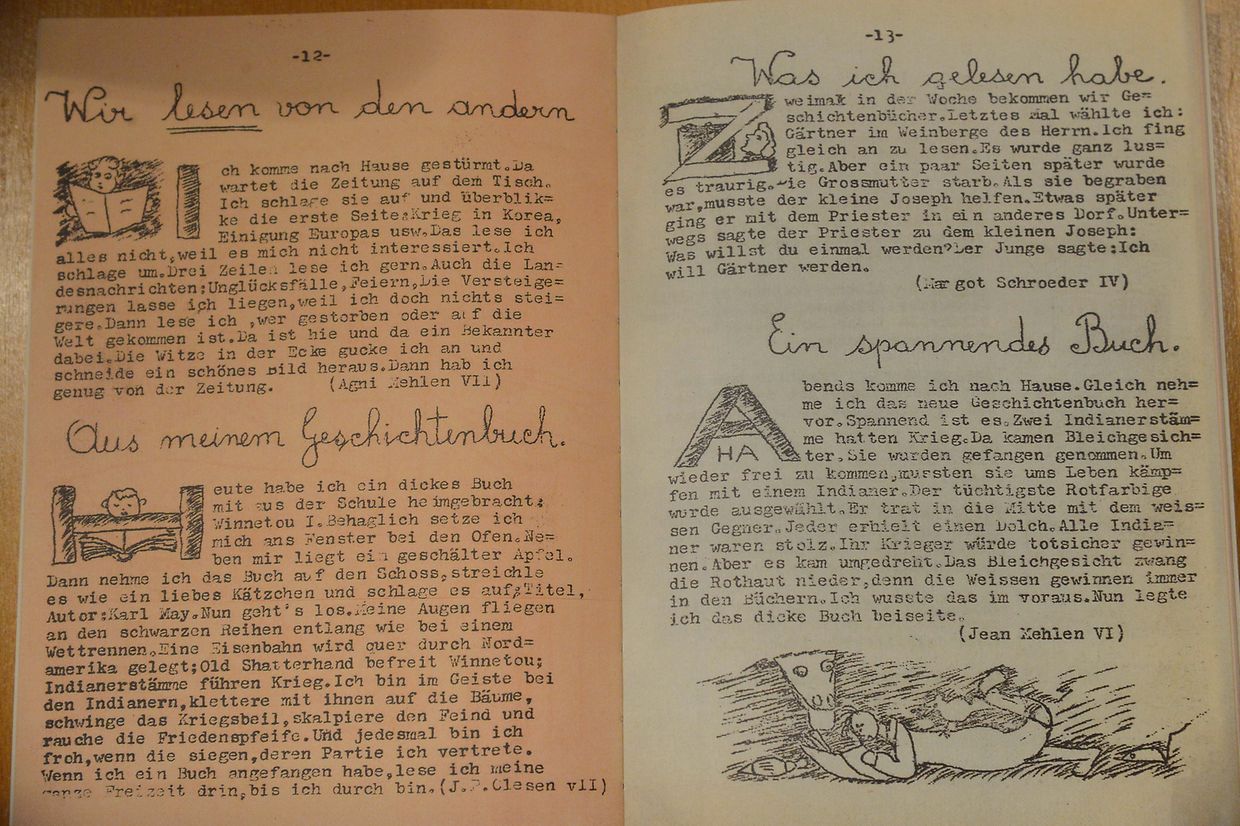 -12-
Wir lesen von den andern
Ich komme nach Hause gestürmt.Da
wartet die Zeitung auf dem Tisch.
Ich schlage sie auf und überblik=
ke die erste Seite:Krieg in Korea,
Einigung Europas usw.Das lese ich
alles nicht,weil es mich nicht interessiert.Ich
schlage um.Drei Zeilen lese ich gern.Auch die Lan=
desnachrichten:Unglücksfälle,Feiern,Die Versteige=
rungen lasse ich liegen,weil ich doch nichts stei=
gere.Dann lese ich ,wer gestorben oder auf die
Welt gekommen ist.Da ist hie und da ein Bekannter
dabei.Die Witze in der Ecke gucke ich an und
schneide ein schönes Bild heraus.Dann hab ich
genug von der Zeitung. (Agni Mehlen VII)
Aus meinem Geschichtenbuch.
Heute habe ich ein dickes Buch
mit aus der Schule heimgebracht:
Winnetou I.Behaglich setze ich
mich ans Fenster bei den Ofen.Ne=
ben mir liegt ein geschälter Apfel.
Dann nehme ich das Buch auf den Schoss,streichle
es wie ein liebes Kätzchen und schlage es auf:Titel,
Autor:Karl May.Nun geht's los.Meine Augen fliegen
an den schwarzen Reihen entlang wie bei einem
Wettrennen.Eine Eisenbahn wird quer durch Nord=
amerika gelegt;Old Shatterhand befreit Winnetou;
Indianerstämme führen Krieg.Ich bin im Geiste bei
den Indianern,klettere mit ihnen auf die Bäume,
schwinge das Kriegsbeil,skalpiere den Feind und
rauche die Friedenspfeife.Und jedesmal bin ich
froh,wenn die siegen,deren Partie ich vertrete.
Wenn ich ein Buch angefangen habe,lese ich meine
ganze Freizeit drin,bis ich durch bin.(J.P.Clesen vII)
-13-
Was ich gelesen habe.
Zweimak in der Woche bekommen wir Ge=
schichtenbücher.Letztes Mal wählte ich:
Gärtner im Weinberge des Herrn.Ich fing
gleich an zu lesen.Es wurde ganz lus=
tig.Aber ein paar Seiten später wurde
es traurig.Die Grossmutter starb.Als sie begraben
war,musste der kleine Joseph helfen.Etwas später
ging er mit dem Priester in ein anderes Dorf.Unter=
wegs sagte der Priester zu dem kleinen Joseph:
Was willst du einmal werden?Der Junge sagte:Ich
will Gärtner werden.
(Margot Schroeder IV)
Ein spannendes Buch.
AHA
Abends komme ich nach Hause.Gleich neh=
me ich das neue Geschichtenbuch her=
vor.Spannend ist es.Zwei Indianerstäm=
me hatten Krieg.Da kamen Bleichgesich=
ter.Sie wurden gefangen genommen.Um
wieder frei zu kommen,mussten sie ums Leben kämp=
fen mit einem Indianer.Der tüchtigste Rotfarbige
wurde ausgewählt.Er trat in die Mitte mit dem weis=
sen Gegner.Jeder erhielt einen Dolch.Alle India=
ner waren stolz.Ihr Krieger würde totsicher gewin=
nen.Aber es kam umgedreht.Das Bleichgesicht zwang
die Rothaut nieder,denn die Weissen gewinnen immer
in den Büchern.Ich wusste das im voraus.Nun legte
ich das dicke Buch beiseite.
(Jean Mehlen VI)